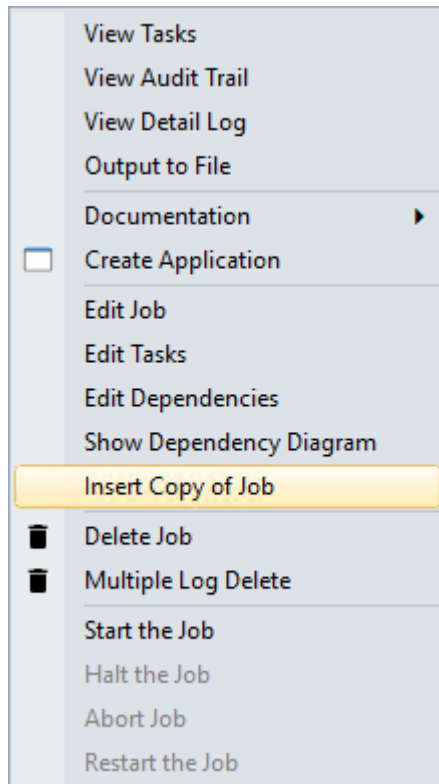 View Tasks
View Audit Trail
View Detail Log
Output to File
Documentation
Create Application
Edit Job
Edit Tasks
Edit Dependencies
Show Dependency Diagram
Insert Copy of Job
Delete Job
Multiple Log Delete
Start the Job
Halt the Job
Abort Job
Restart the Job